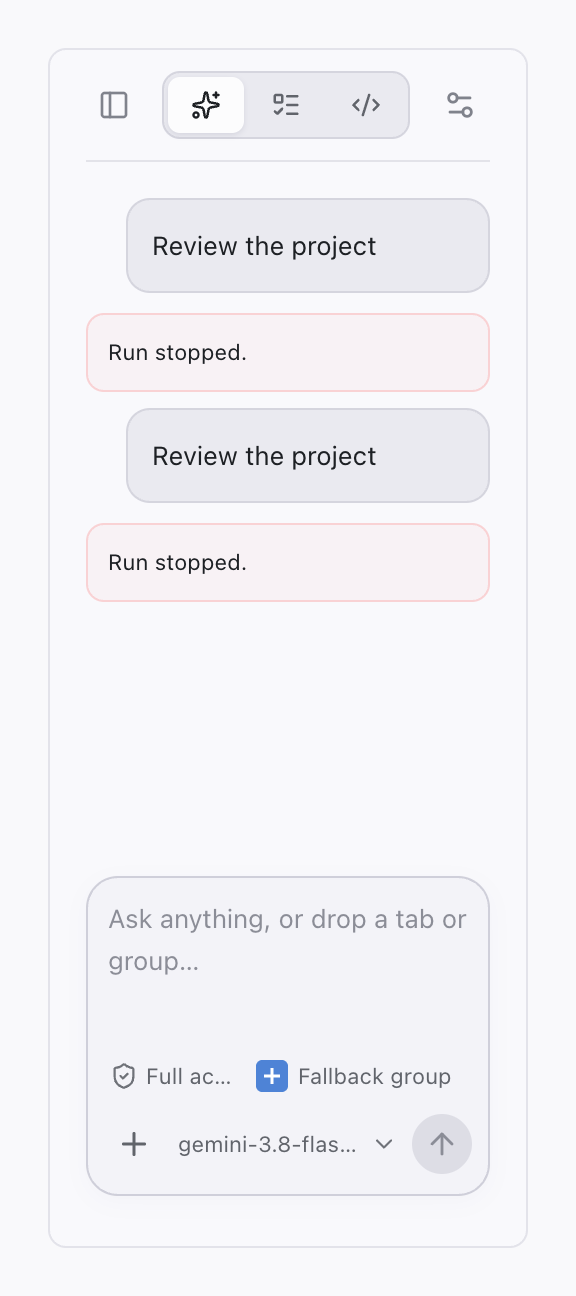 Review the project
Run stopped.
Review the project
Run stopped.
Ask anything, or drop a tab or
group...
Full ac... Fallback group
gemini-3.8-flas...